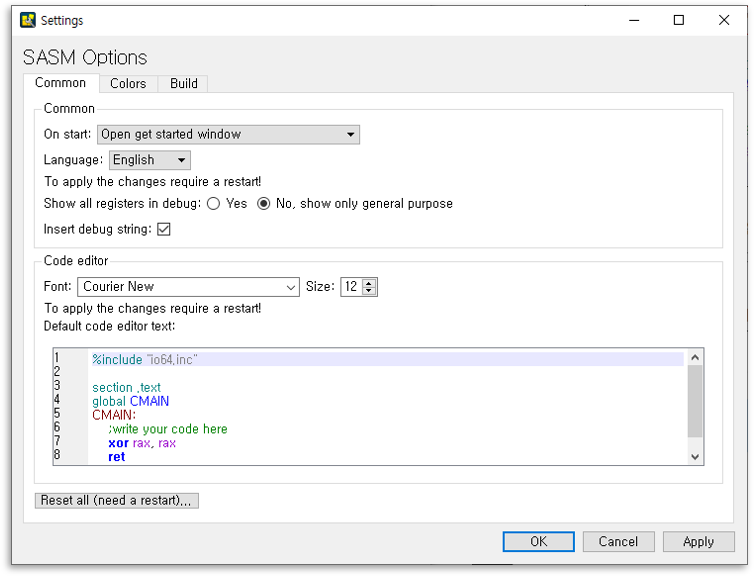 Settings
SASM Options
Common Colors Build
Common
On start: Open get started window
Language: English
To apply the changes require a restart!
Show all registers in debug: Yes No, show only general purpose
Insert debug string:
Code editor
Font: Courier New Size: 12
To apply the changes require a restart!
Default code editor text:
1 %include "io64.inc"
2
3 section .text
4 global CMAIN
5 CMAIN:
6 ;write your code here
7 xor rax, rax
8 ret
Reset all (need a restart)...
OK Cancel Apply